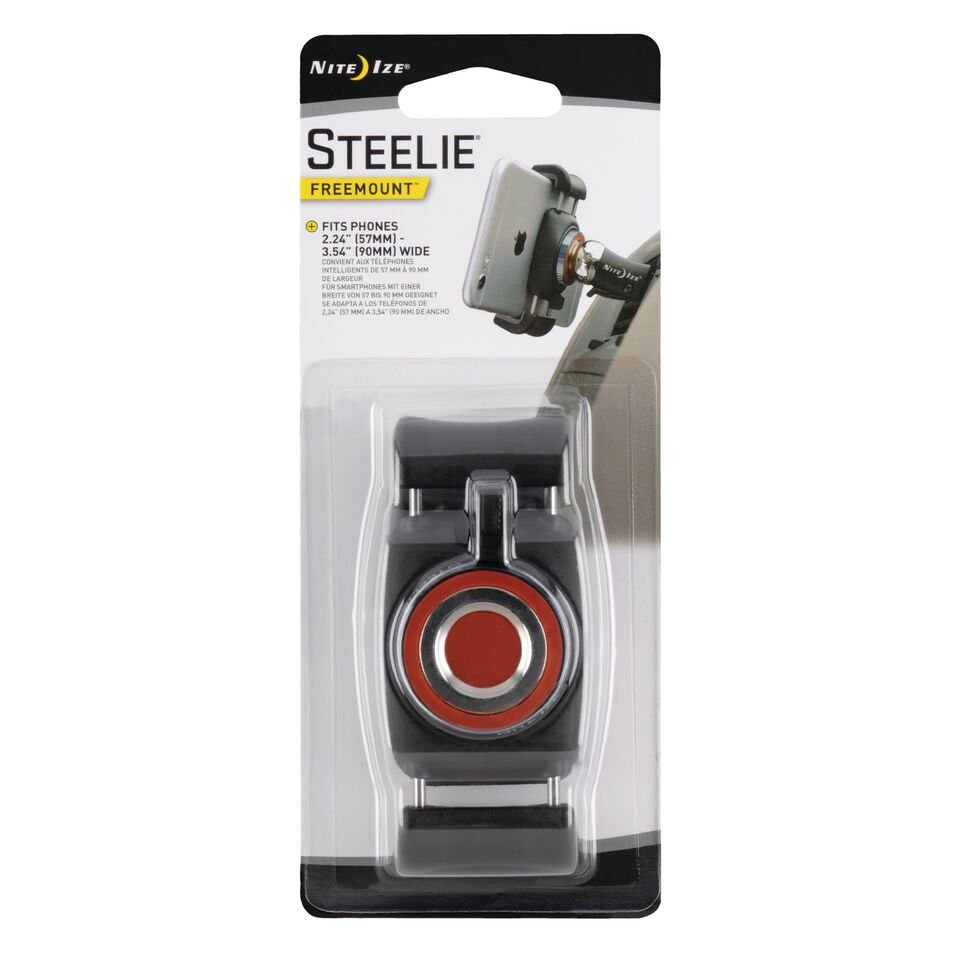 NITE IZE®
STEELIE®
FREEMOUNT™
FITS PHONES
2.24" (57MM) -
3.54" (90MM) WIDE
CONVIENT AUX TÉLÉPHONES
INTELLIGENTS DE 57 MM À 90 MM
DE LARGEUR
FÜR SMARTPHONES MIT EINER
BREITE VON 57 BIS 90 MM GEEIGNET
SE ADAPTA A LOS TELÉFONOS DE
2,24" (57 MM) A 3,54" (90 MM) DE ANCHO
NITE IZE®